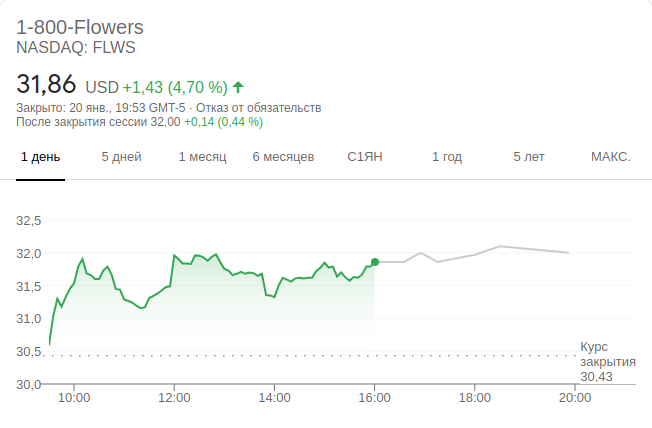 1-800-Flowers
NASDAQ: FLWS
31,86 USD +1,43 (4,70 %)
Закрыто: 20 янв., 19:53 GMT-5 · Отказ от обязательств
После закрытия сессии 32,00 +0,14 (0,44 %)
1 день 5 дней 1 месяц 6 месяцев С1ЯН 1 год 5 лет МАКС.
32,5
32,0
31,5
31,0
30,5
Курс
закрытия
30,43
30,0
10:00 12:00 14:00 16:00 18:00 20:00